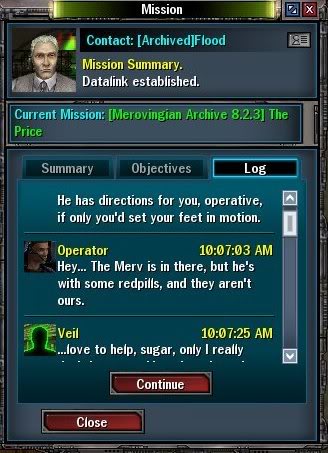 Mission
Contact: [Archived]Flood
Mission Summary.
Datalink established.
Current Mission: [Merovingian Archive 8.2.3] The
Price
Summary
Objectives
Log
He has directions for you, operative,
if only you'd set your feet in motion.
Operator 10:07:03 AM
Hey... The Merv is in there, but he's
with some redpills, and they aren't
ours.
Veil 10:07:25 AM
...love to help, sugar, only I really
Continue
Close